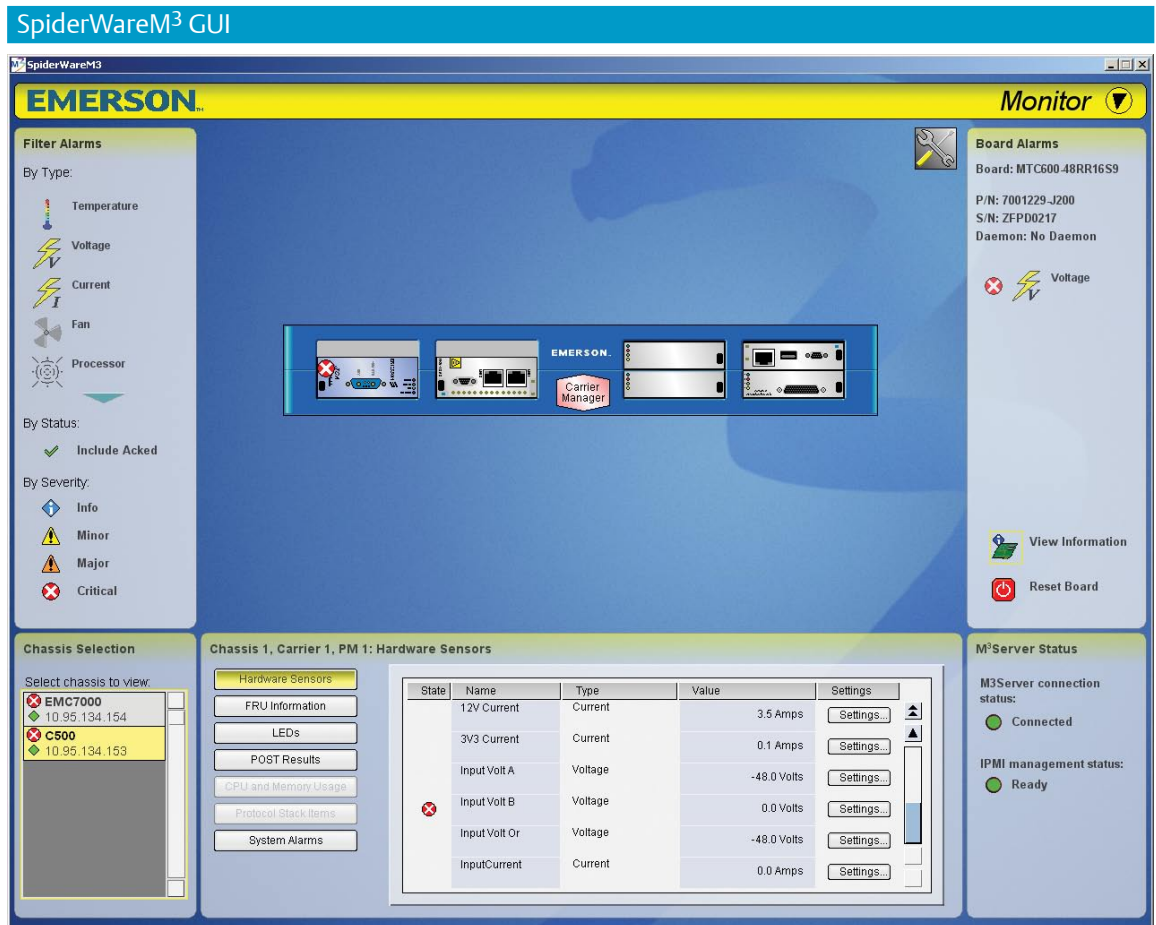 SpiderWareM³ GUI
SpiderWareM3
EMERSON™
Monitor
Filter Alarms
By Type:
Temperature
Voltage
Current
Fan
Processor
By Status:
Include Acked
By Severity:
Info
Minor
Major
Critical
EMERSON.
Carrier
Manager
Board Alarms
Board: MTC600-48RR16S9
P/N: 7001229-J200
S/N: ZFPD0217
Daemon: No Daemon
Voltage
View Information
Reset Board
Chassis Selection
Select chassis to view:
EMC7000
10.95.134.154
C500
10.95.134.153
Chassis 1, Carrier 1, PM 1: Hardware Sensors
Hardware Sensors
FRU Information
LEDs
POST Results
CPU and Memory Usage
Protocol Stack Items
System Alarms
State Name Type Value Settings
12V Current Current 3.5 Amps Settings...
3V3 Current Current 0.1 Amps Settings...
Input Volt A Voltage -48.0 Volts Settings...
Input Volt B Voltage 0.0 Volts Settings...
Input Volt Or Voltage -48.0 Volts Settings...
InputCurrent Current 0.0 Amps Settings...
M³Server Status
M3Server connection
status:
Connected
IPMI management status:
Ready